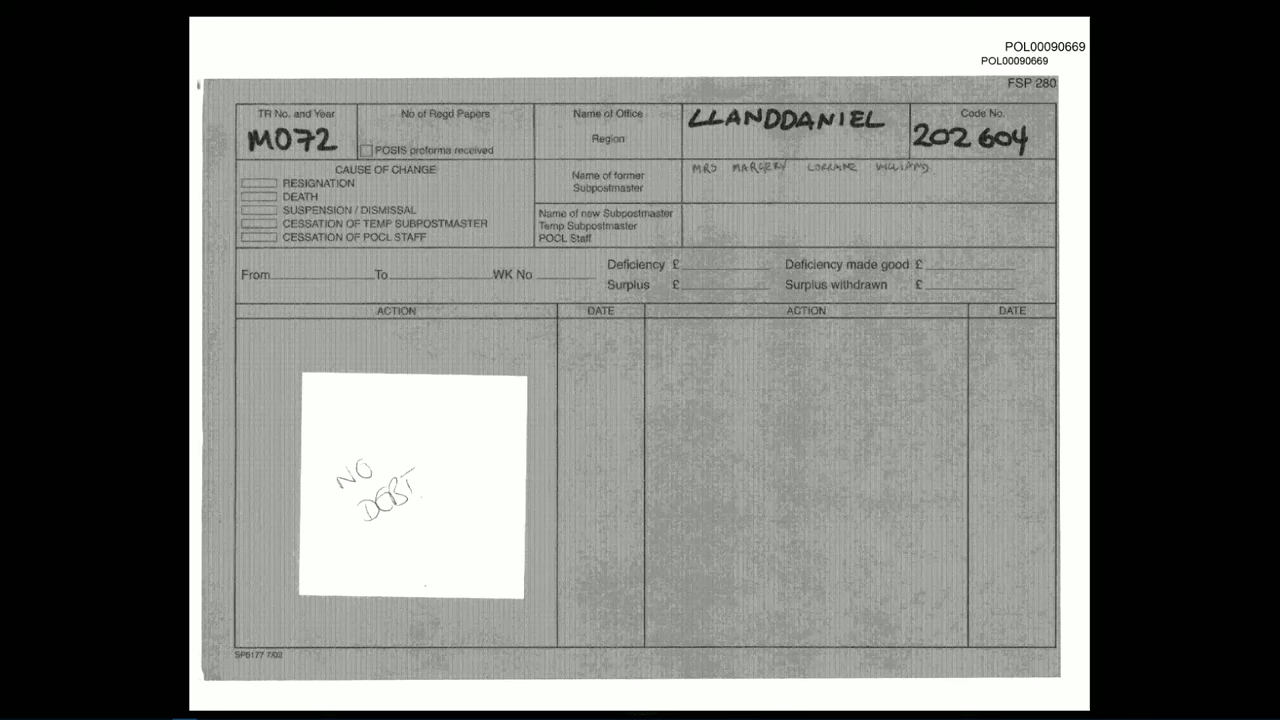 POL00090669
POL00090669
FSP 280
TR No. and Year
No of Regd Papers
Name of Office
Region
LLANDDANIEL
Code No.
M072
POSIS proforma received
202 604
CAUSE OF CHANGE
RESIGNATION
DEATH
SUSPENSION / DISMISSAL
CESSATION OF TEMP SUBPOSTMASTER
CESSATION OF POCL STAFF
Name of former
Subpostmaster
MRS MARGERY LORRAINE WILLIAMS
Name of new Subpostmaster
Temp Subpostmaster
POCL Staff
From To WK No
Deficiency £ Deficiency made good £
Surplus £ Surplus withdrawn £
ACTION DATE ACTION DATE
NO
DEBT
SP5177 7/02